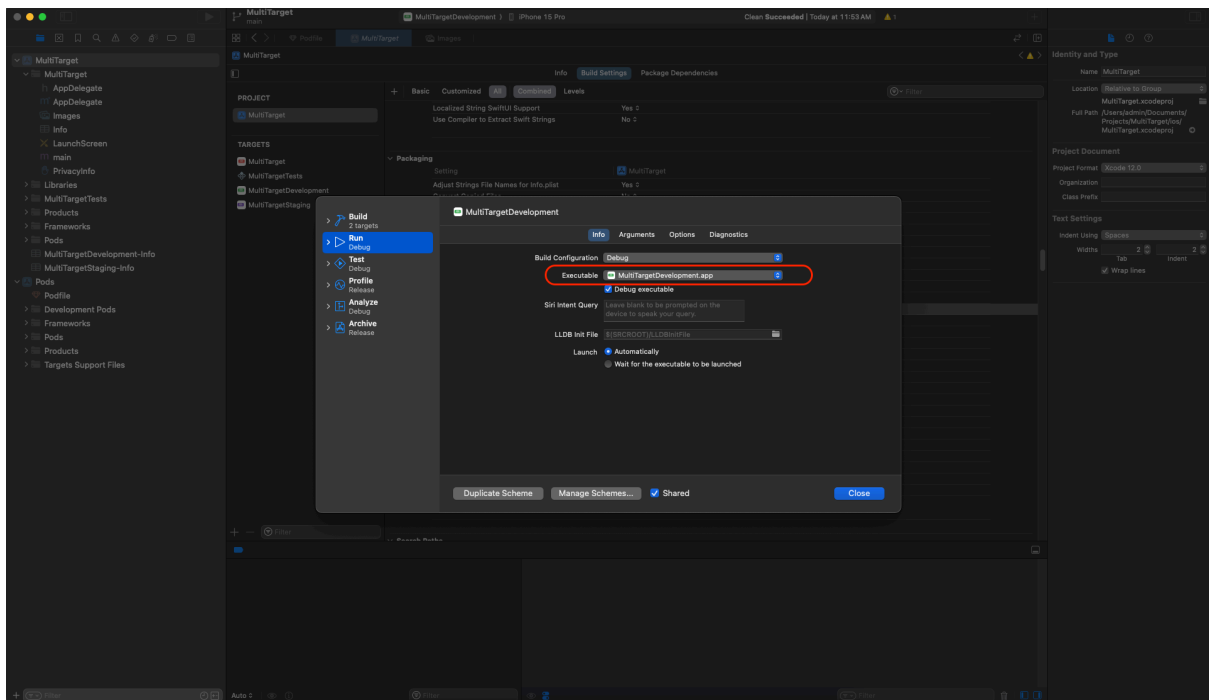 MultiTarget
main
MultiTargetDevelopment
iPhone 15 Pro
Clean Succeeded | Today at 11:53 AM
1
Podfile
MultiTarget
Images
MultiTarget
MultiTarget
MultiTarget
AppDelegate
AppDelegate
Images
Info
LaunchScreen
main
PrivacyInfo
Libraries
MultiTargetTests
Products
Frameworks
Pods
MultiTargetDevelopment-Info
MultiTargetStaging-Info
Pods
Podfile
Development Pods
Frameworks
Pods
Products
Targets Support Files
Filter
Info Build Settings Package Dependencies
PROJECT
MultiTarget
TARGETS
MultiTarget
MultiTargetTests
MultiTargetDevelopment
MultiTargetStaging
Filter
+ Basic Customized All Combined Levels
Filter
Localized String SwiftUI Support Yes
Use Compiler to Extract Swift Strings No
Packaging
Setting MultiTarget
Adjust Strings File Names for Info.plist Yes
Build
2 targets
Run
Debug
Test
Debug
Profile
Release
Analyze
Debug
Archive
Release
MultiTargetDevelopment
Info Arguments Options Diagnostics
Build Configuration Debug
Executable MultiTargetDevelopment.app
Debug executable
Siri Intent Query Leave blank to be prompted on the
device to speak your query.
LLDB Init File $(SRCROOT)/LLDBInitFile
Launch Automatically
Wait for the executable to be launched
Duplicate Scheme Manage Schemes... Shared Close
Search Paths
Auto
Filter
Filter
Identity and Type
Name MultiTarget
Location Relative to Group
MultiTarget.xcodeproj
Full Path /Users/admin/Documents/
Projects/MultiTarget/ios/
MultiTarget.xcodeproj
Project Document
Project Format Xcode 12.0
Organization
Class Prefix
Text Settings
Indent Using Spaces
Widths 2 2
Tab Indent
Wrap lines